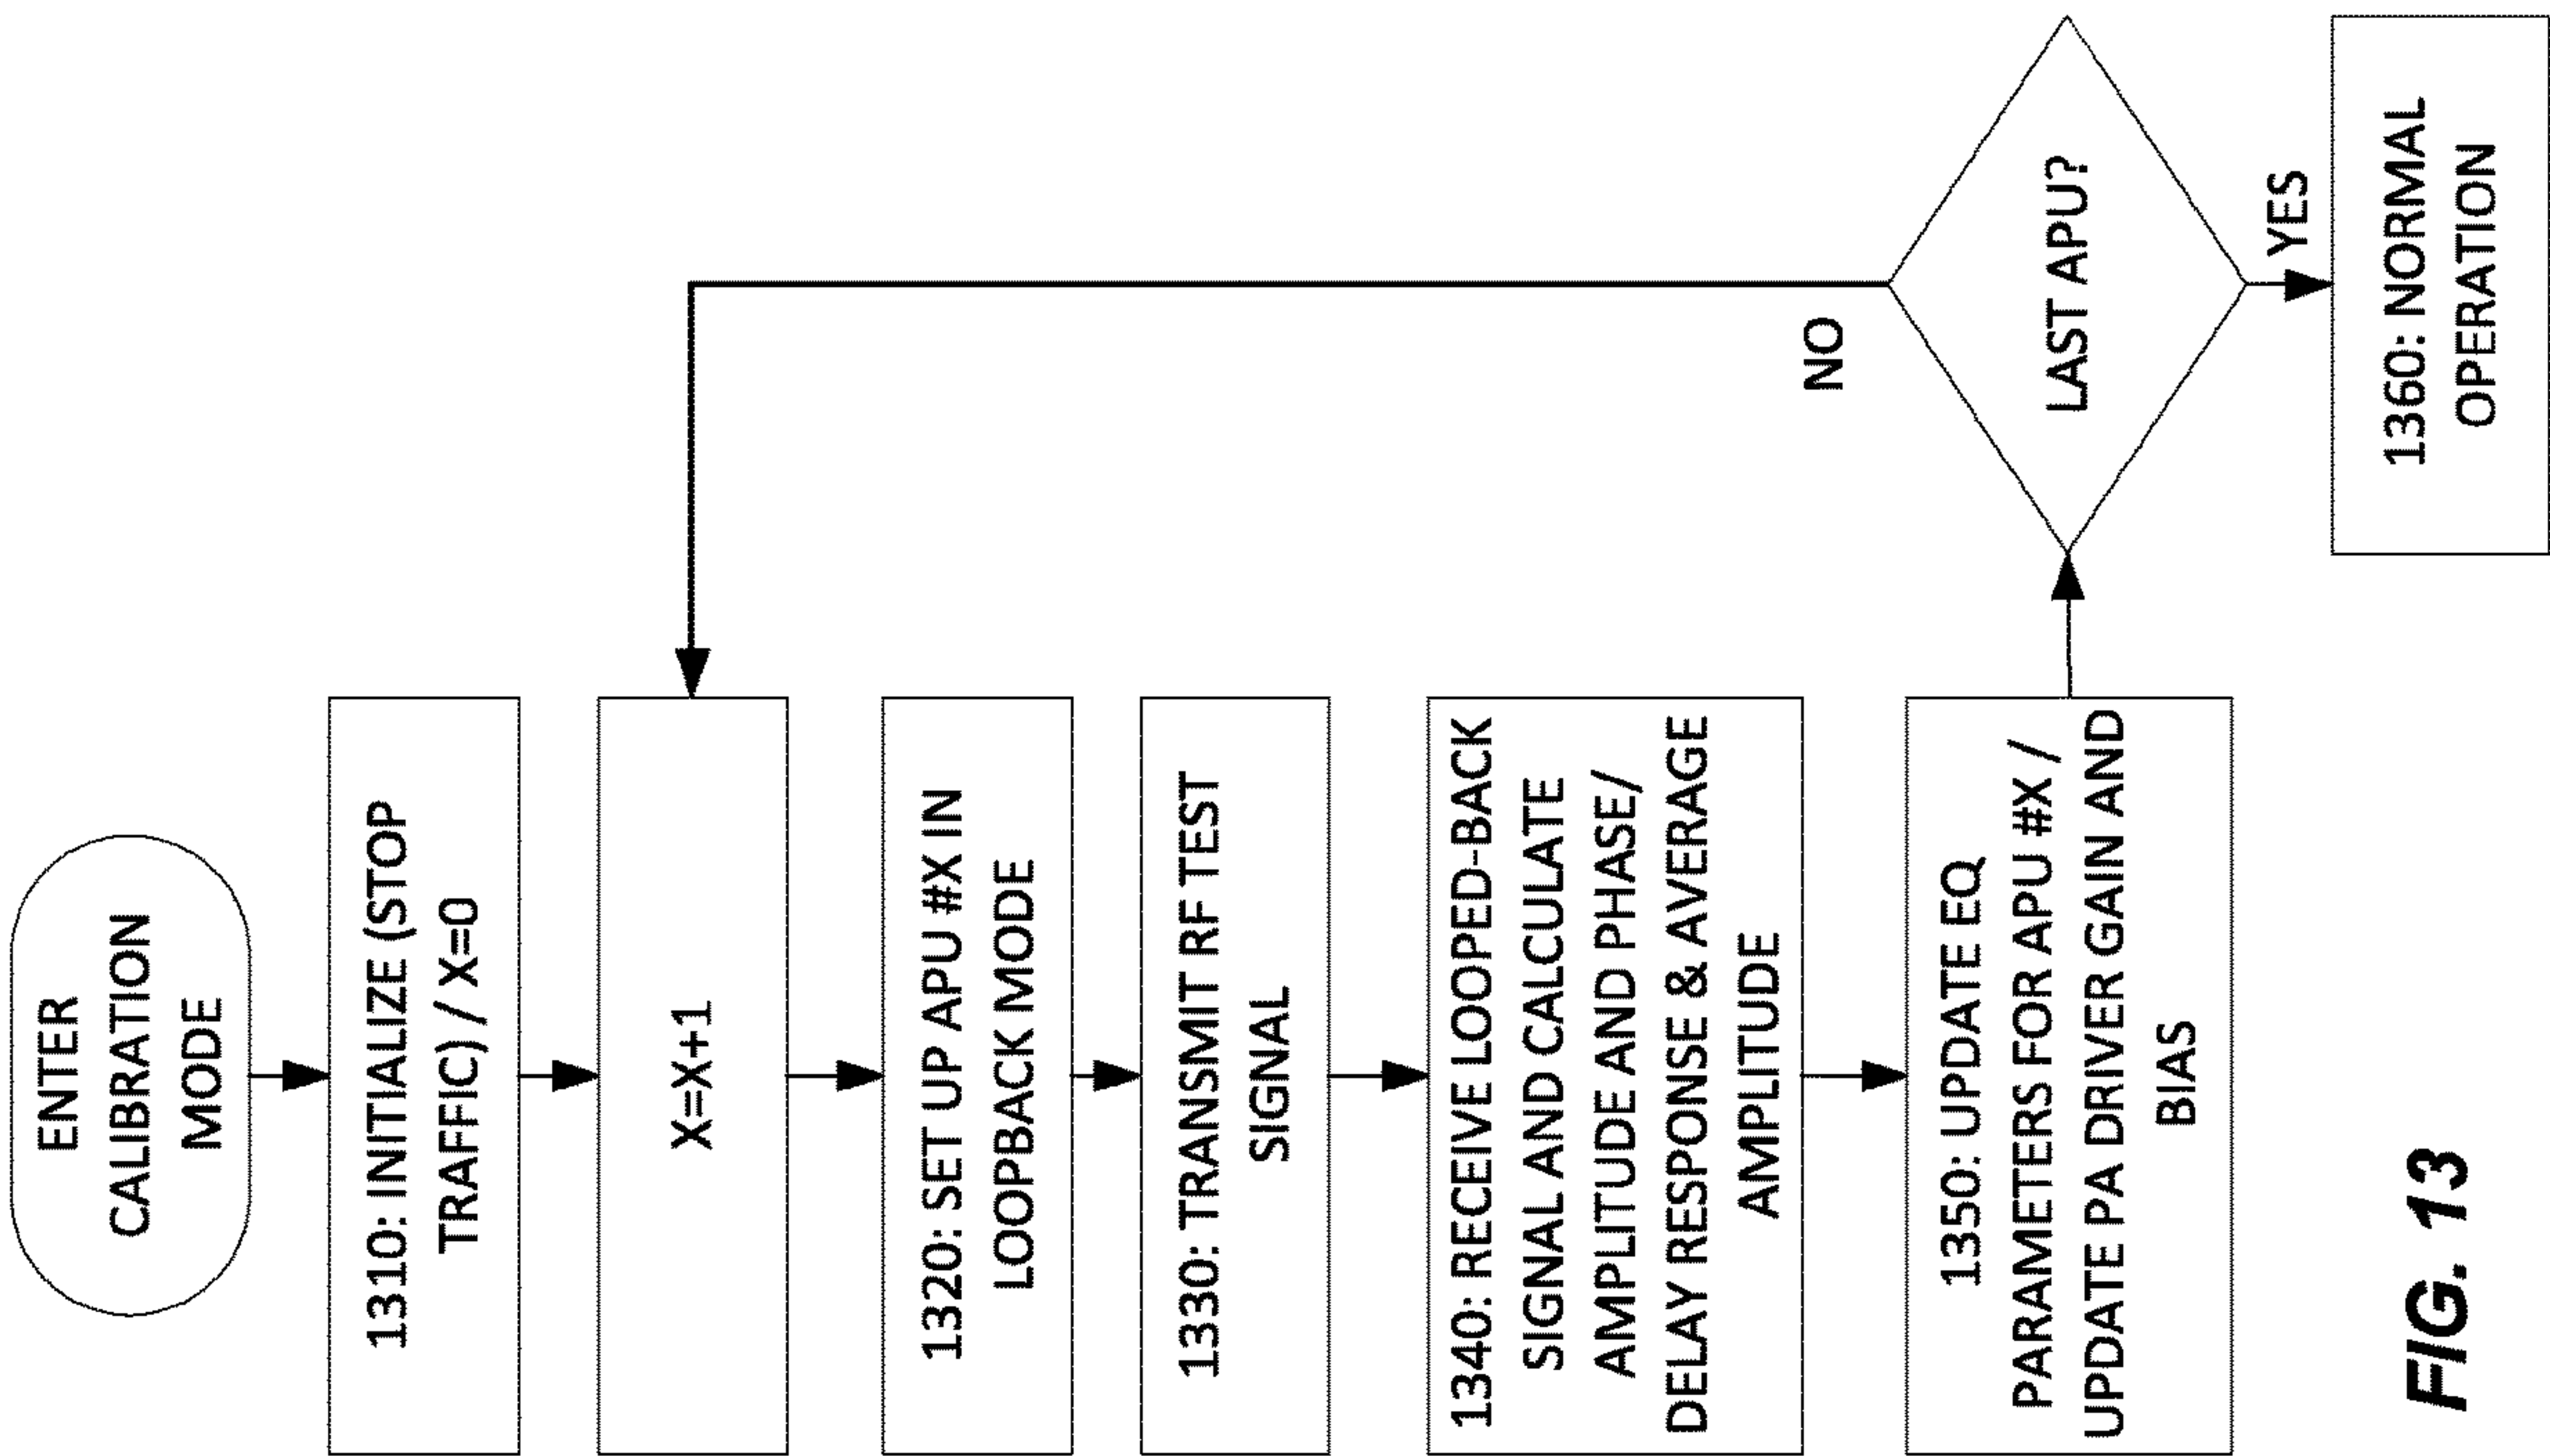 ENTER
CALIBRATION
MODE
1310: INITIALIZE (STOP
TRAFFIC) / X=0
X=X+1
1320: SET UP APU #X IN
LOOPBACK MODE
1330: TRANSMIT RF TEST
SIGNAL
1340: RECEIVE LOOPED-BACK
SIGNAL AND CALCULATE
AMPLITUDE AND PHASE/
DELAY RESPONSE & AVERAGE
AMPLITUDE
1350: UPDATE EQ
PARAMETERS FOR APU #X /
UPDATE PA DRIVER GAIN AND
BIAS
LAST APU?
NO
YES
1360: NORMAL
OPERATION
FIG. 13